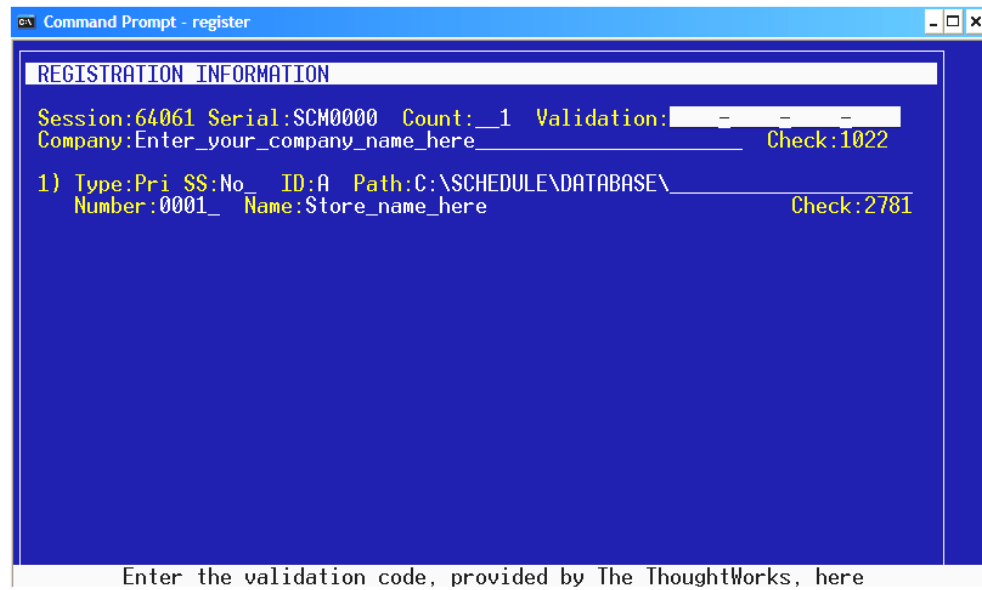 Command Prompt - register
REGISTRATION INFORMATION
Session:64061 Serial:SCM0000 Count:__1 Validation:____-____-____-____
Company:Enter_your_company_name_here______________________ Check:1022
1) Type:Pri SS:No_ ID:A Path:C:\SCHEDULE\DATABASE\____________________
Number:0001_ Name:Store_name_here Check:2781
Enter the validation code, provided by The ThoughtWorks, here